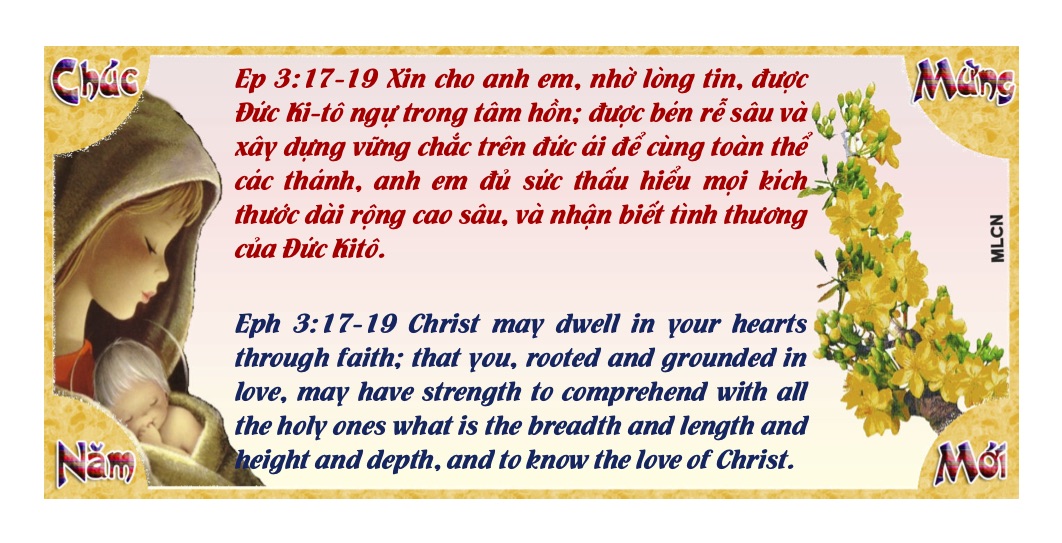 Chúc
Mừng
Ep 3:17-19 Xin cho anh em, nhờ lòng tin, được
Đức Ki-tô ngự trong tâm hồn; được bén rễ sâu và
xây dựng vững chắc trên đức ái để cùng toàn thể
các thánh, anh em đủ sức thấu hiểu mọi kích
thước dài rộng cao sâu, và nhận biết tình thương
của Đức Kitô.
MLCN
Eph 3:17-19 Christ may dwell in your hearts
through faith; that you, rooted and grounded in
love, may have strength to comprehend with all
the holy ones what is the breadth and length and
height and depth, and to know the love of Christ.
Năm
Mới